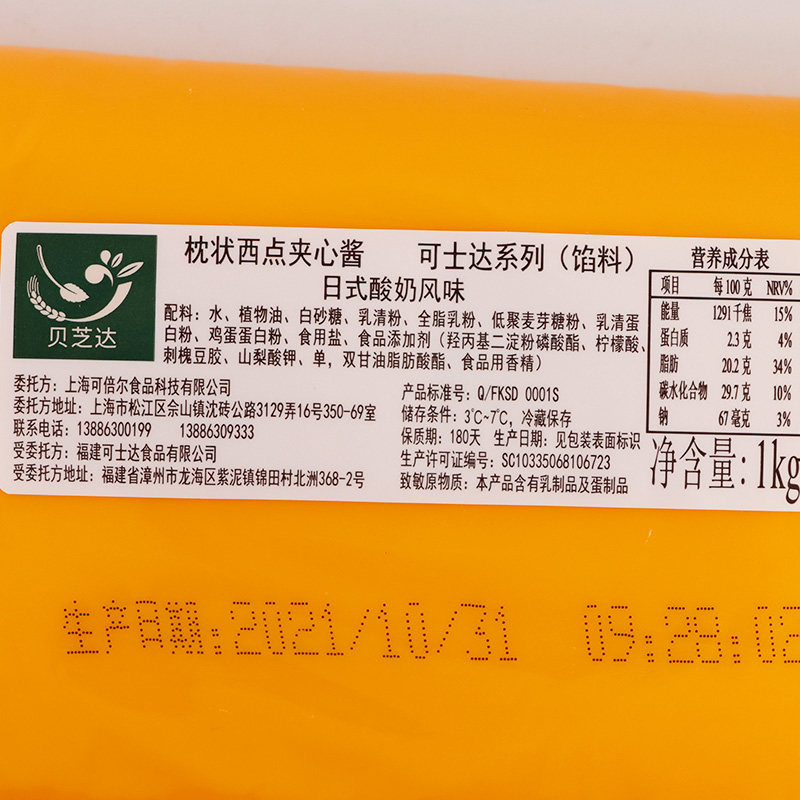 贝芝达
枕状西点夹心酱 可士达系列（馅料）
日式酸奶风味
配料：水、植物油、白砂糖、乳清粉、全脂乳粉、低聚麦芽糖粉、乳清蛋
白粉、鸡蛋蛋白粉、食用盐、食品添加剂（羟丙基二淀粉磷酸酯、柠檬酸、
刺槐豆胶、山梨酸钾、单，双甘油脂肪酸酯、食品用香精）
委托方：上海可倍尔食品科技有限公司
委托方地址：上海市松江区佘山镇沈砖公路3129弄16号350-69室
联系电话：13886300199 13886309333
受委托方：福建可士达食品有限公司
受委托方地址：福建省漳州市龙海区紫泥镇锦田村北洲368-2号
产品标准号：Q/FKSD 0001S
储存条件：3℃~7℃，冷藏保存
保质期：180天 生产日期：见包装表面标识
生产许可证编号：SC10335068106723
致敏原物质：本产品含有乳制品及蛋制品
营养成分表
项目 每100克 NRV%
能量 1291千焦 15%
蛋白质 2.3克 4%
脂肪 20.2克 34%
碳水化合物 29.7克 10%
钠 67毫克 3%
净含量：1kg
生产日期:2021/10/31 09:28:02